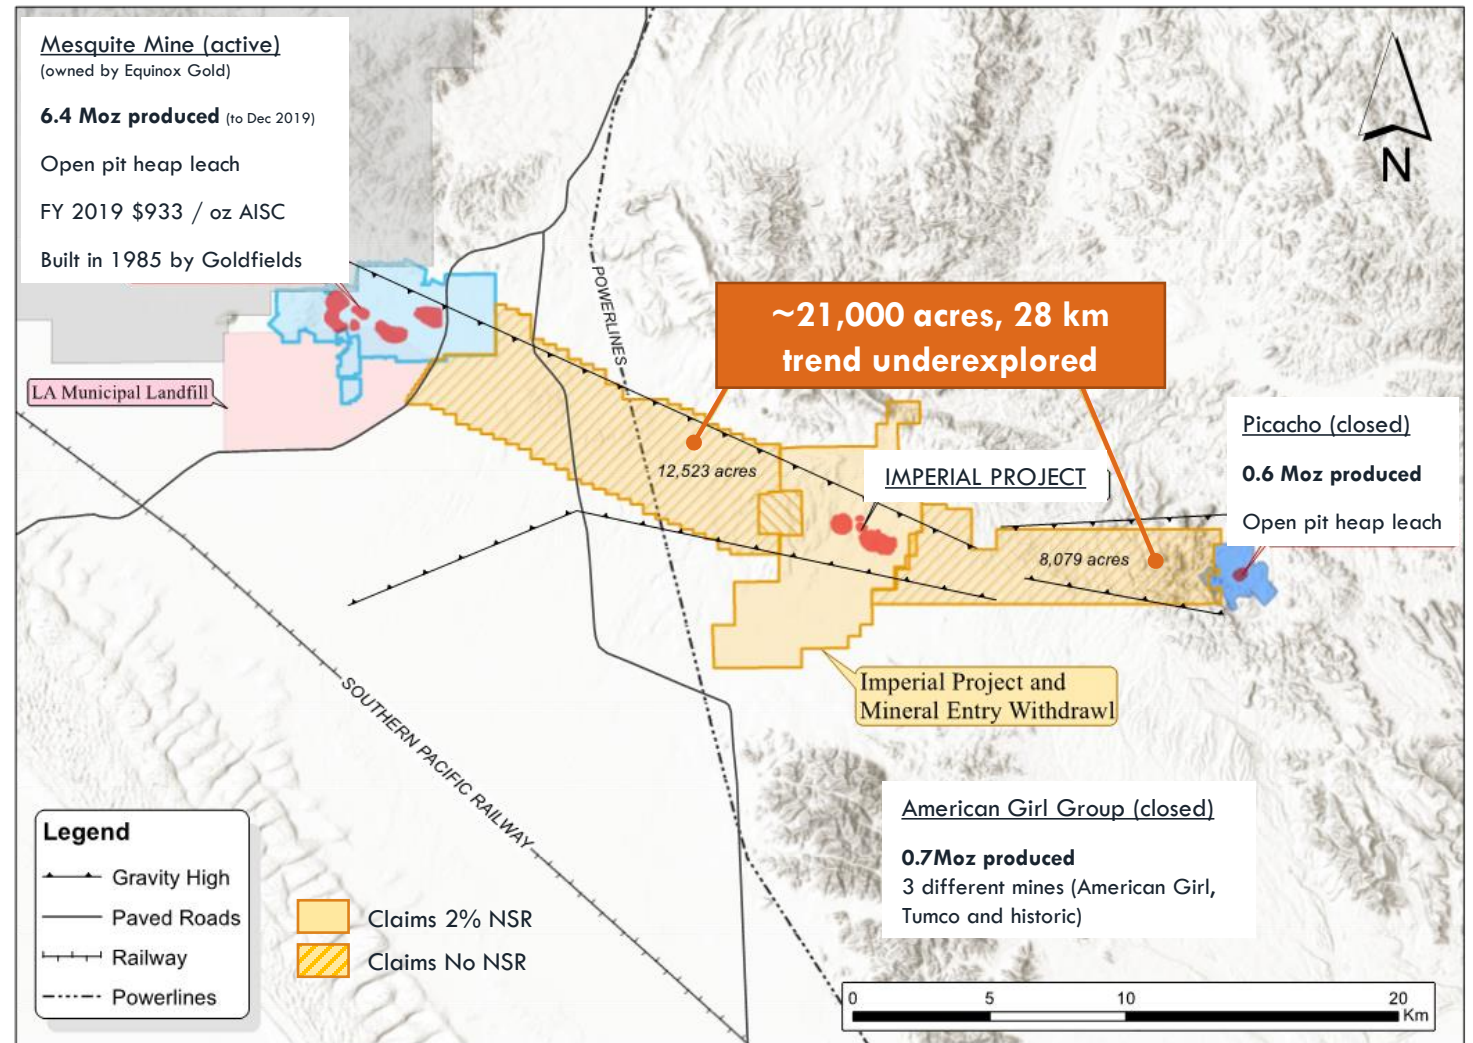 Mesquite Mine (active)
(owned by Equinox Gold)
6.4 Moz produced (to Dec 2019)
Open pit heap leach
FY 2019 $933 / oz AISC
Built in 1985 by Goldfields
N
POWERLINES
~21,000 acres, 28 km
trend underexplored
LA Municipal Landfill
Picacho (closed)
0.6 Moz produced
Open pit heap leach
12,523 acres
IMPERIAL PROJECT
8,079 acres
Imperial Project and
Mineral Entry Withdrawl
SOUTHERN PACIFIC RAILWAY
American Girl Group (closed)
0.7Moz produced
3 different mines (American Girl,
Tumco and historic)
Legend
Gravity High
Paved Roads
Railway
Powerlines
Claims 2% NSR
Claims No NSR
0 5 10 20
Km